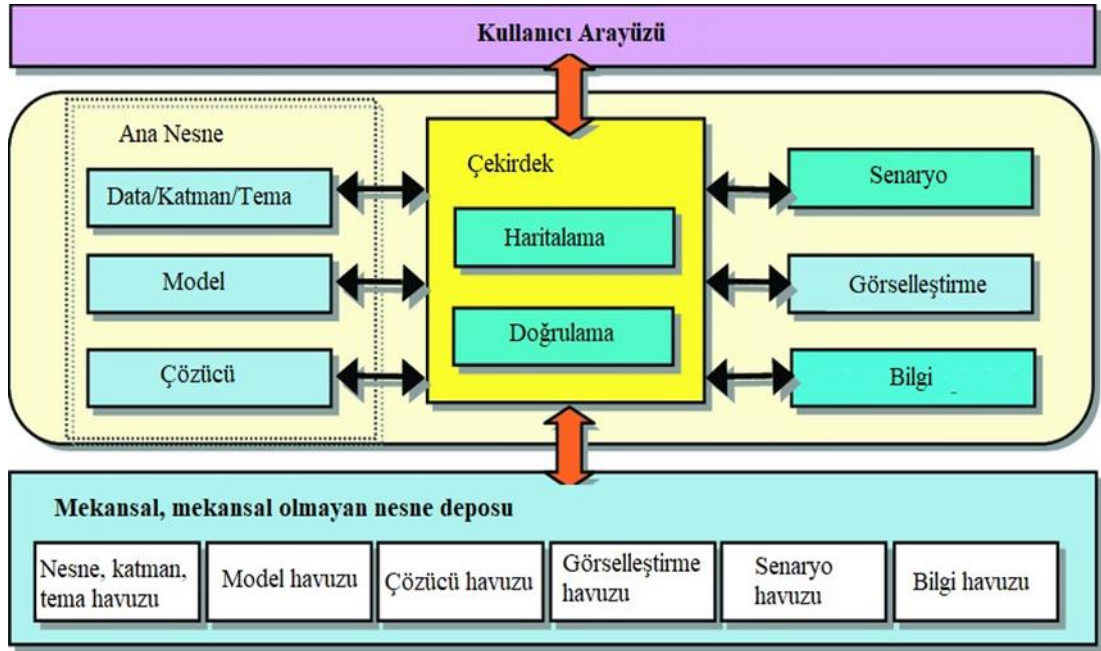 Kullanıcı Arayüzü
Ana Nesne
Data/Katman/Tema
Model
Çözücü
Çekirdek
Haritalama
Doğrulama
Senaryo
Görselleştirme
Bilgi
Mekansal, mekansal olmayan nesne deposu
Nesne, katman,
tema havuzu
Model havuzu
Çözücü havuzu
Görselleştirme
havuzu
Senaryo
havuzu
Bilgi havuzu